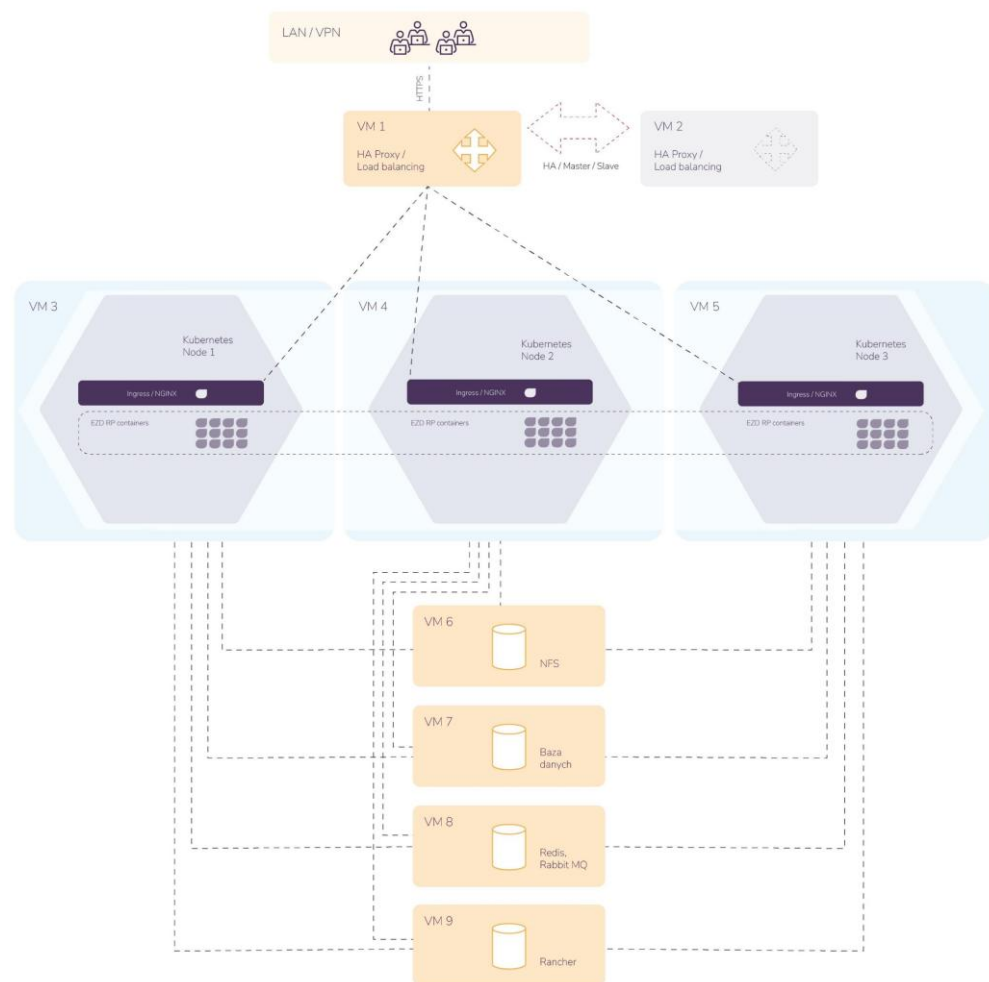 LAN / VPN
HTTPS
VM 1
HA Proxy /
Load balancing
HA / Master / Slave
VM 2
HA Proxy /
Load balancing
VM 3
Kubernetes
Node 1
Ingress / NGINX
EZD RP containers
VM 4
Kubernetes
Node 2
Ingress / NGINX
EZD RP containers
VM 5
Kubernetes
Node 3
Ingress / NGINX
EZD RP containers
VM 6
NFS
VM 7
Baza
danych
VM 8
Redis,
Rabbit MQ
VM 9
Rancher